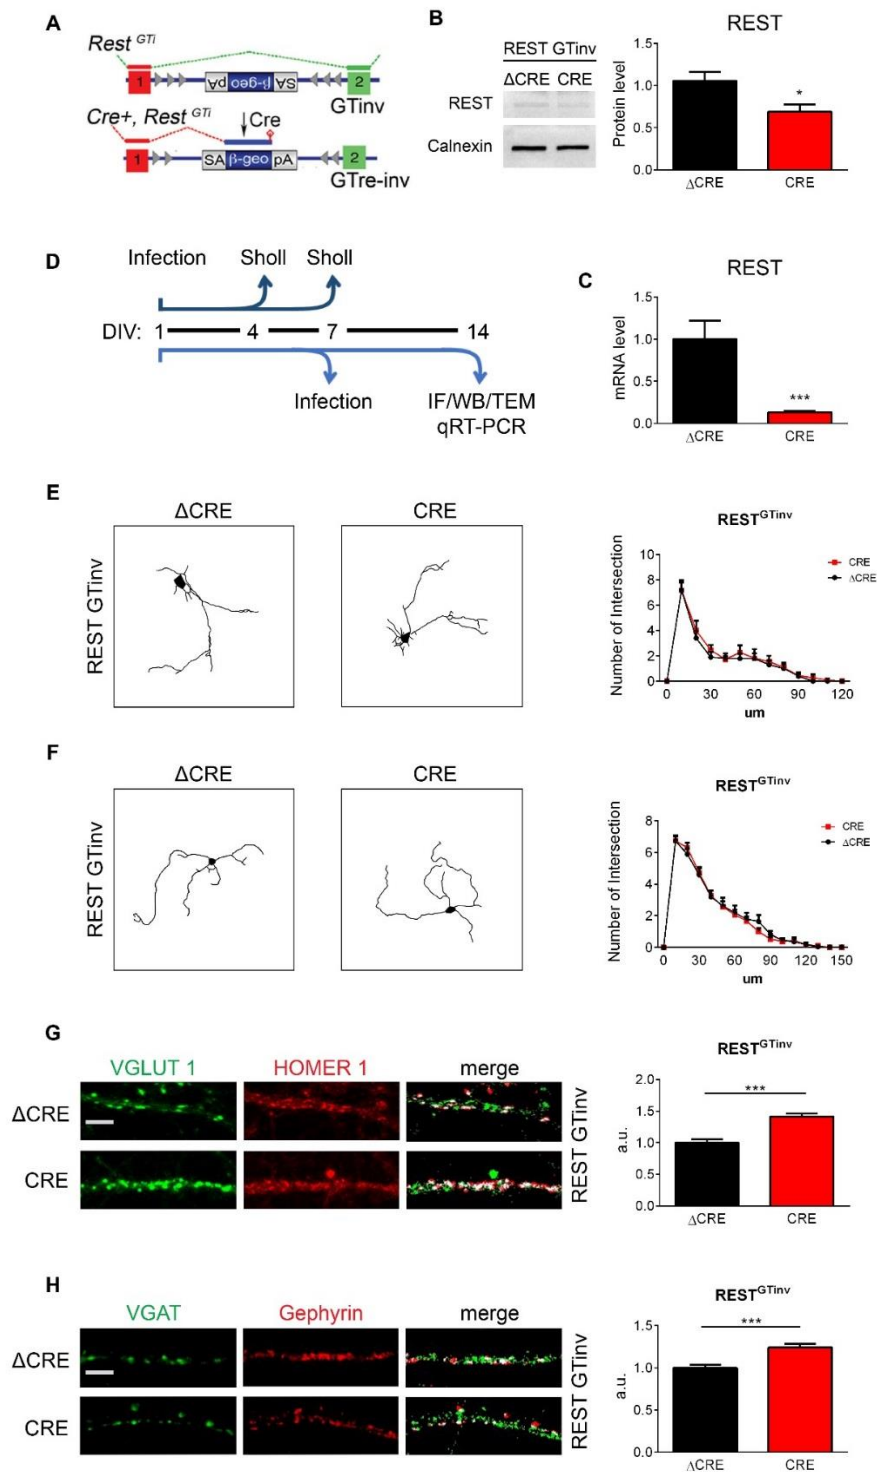 A
Rest GTi
1
pA
β-geo
SA
2
GTinv
Cre+, Rest GTi
Cre
1
SA
β-geo
pA
2
GTre-inv
B
REST GTinv
ΔCRE CRE
REST
Calnexin
REST
Protein level
1.5
1.0
0.5
0.0
*
ΔCRE CRE
D
Infection Sholl Sholl
DIV: 1 4 7 14
Infection IF/WB/TEM
qRT-PCR
C
REST
mRNA level
1.5
1.0
0.5
0.0
***
ΔCRE CRE
E
ΔCRE CRE
REST GTinv
REST^GTinv
CRE
ΔCRE
Number of Intersection
10
8
6
4
2
0
0 30 60 90 120
um
F
ΔCRE CRE
REST GTinv
REST^GTinv
CRE
ΔCRE
Number of Intersection
8
6
4
2
0
0 30 60 90 120 150
um
G
VGLUT 1 HOMER 1 merge
ΔCRE
CRE
REST GTinv
REST^GTinv
a.u.
2.0
1.5
1.0
0.5
0.0
***
ΔCRE CRE
H
VGAT Gephyrin merge
ΔCRE
CRE
REST GTinv
REST^GTinv
a.u.
1.5
1.0
0.5
0.0
***
ΔCRE CRE